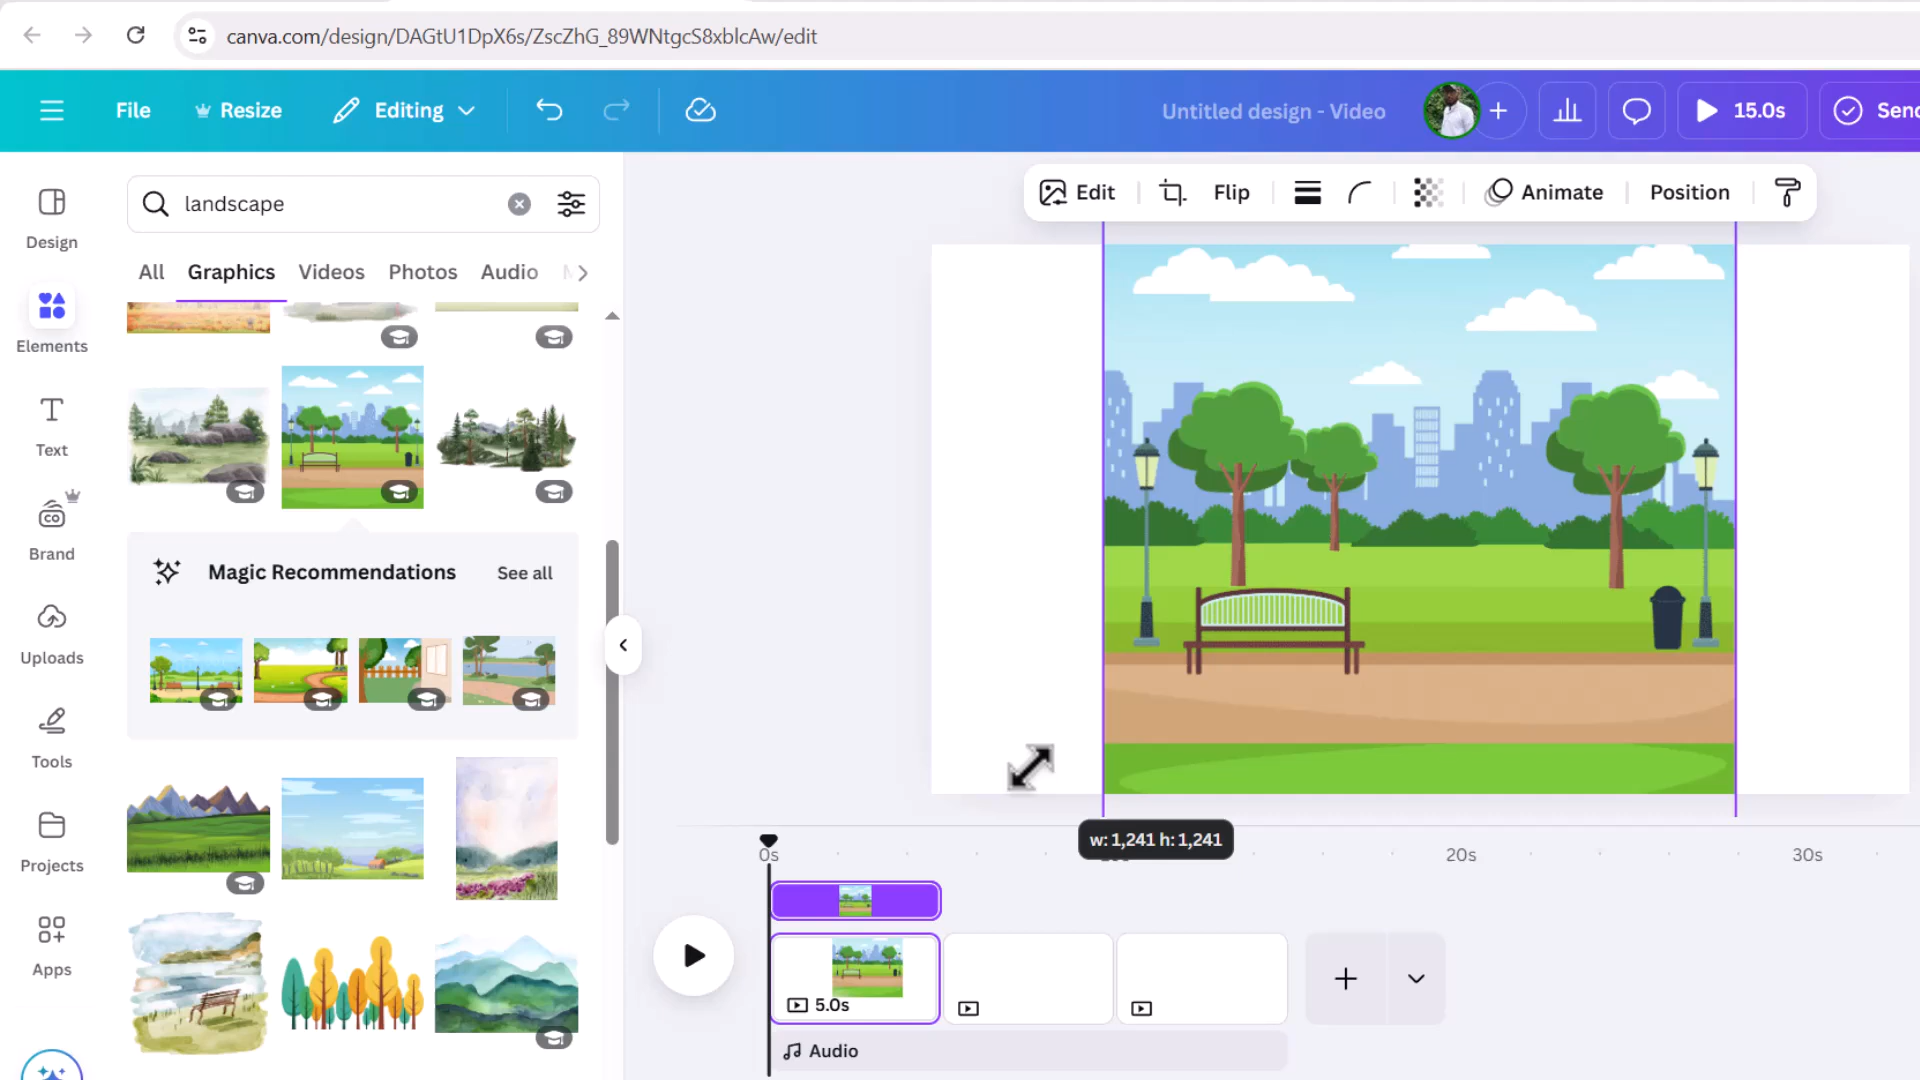 canva.com/design/DAGtU1DpX6s/ZscZhG_89WNtgcS8xblcAw/edit
File
Resize
Editing
Untitled design - Video
15.0s
Send
landscape
Edit
Flip
Animate
Position
Design
All
Graphics
Videos
Photos
Audio
Elements
Text
Brand
Magic Recommendations
See all
Uploads
Tools
Projects
Apps
w: 1,241 h: 1,241
0s
20s
30s
5.0s
Audio